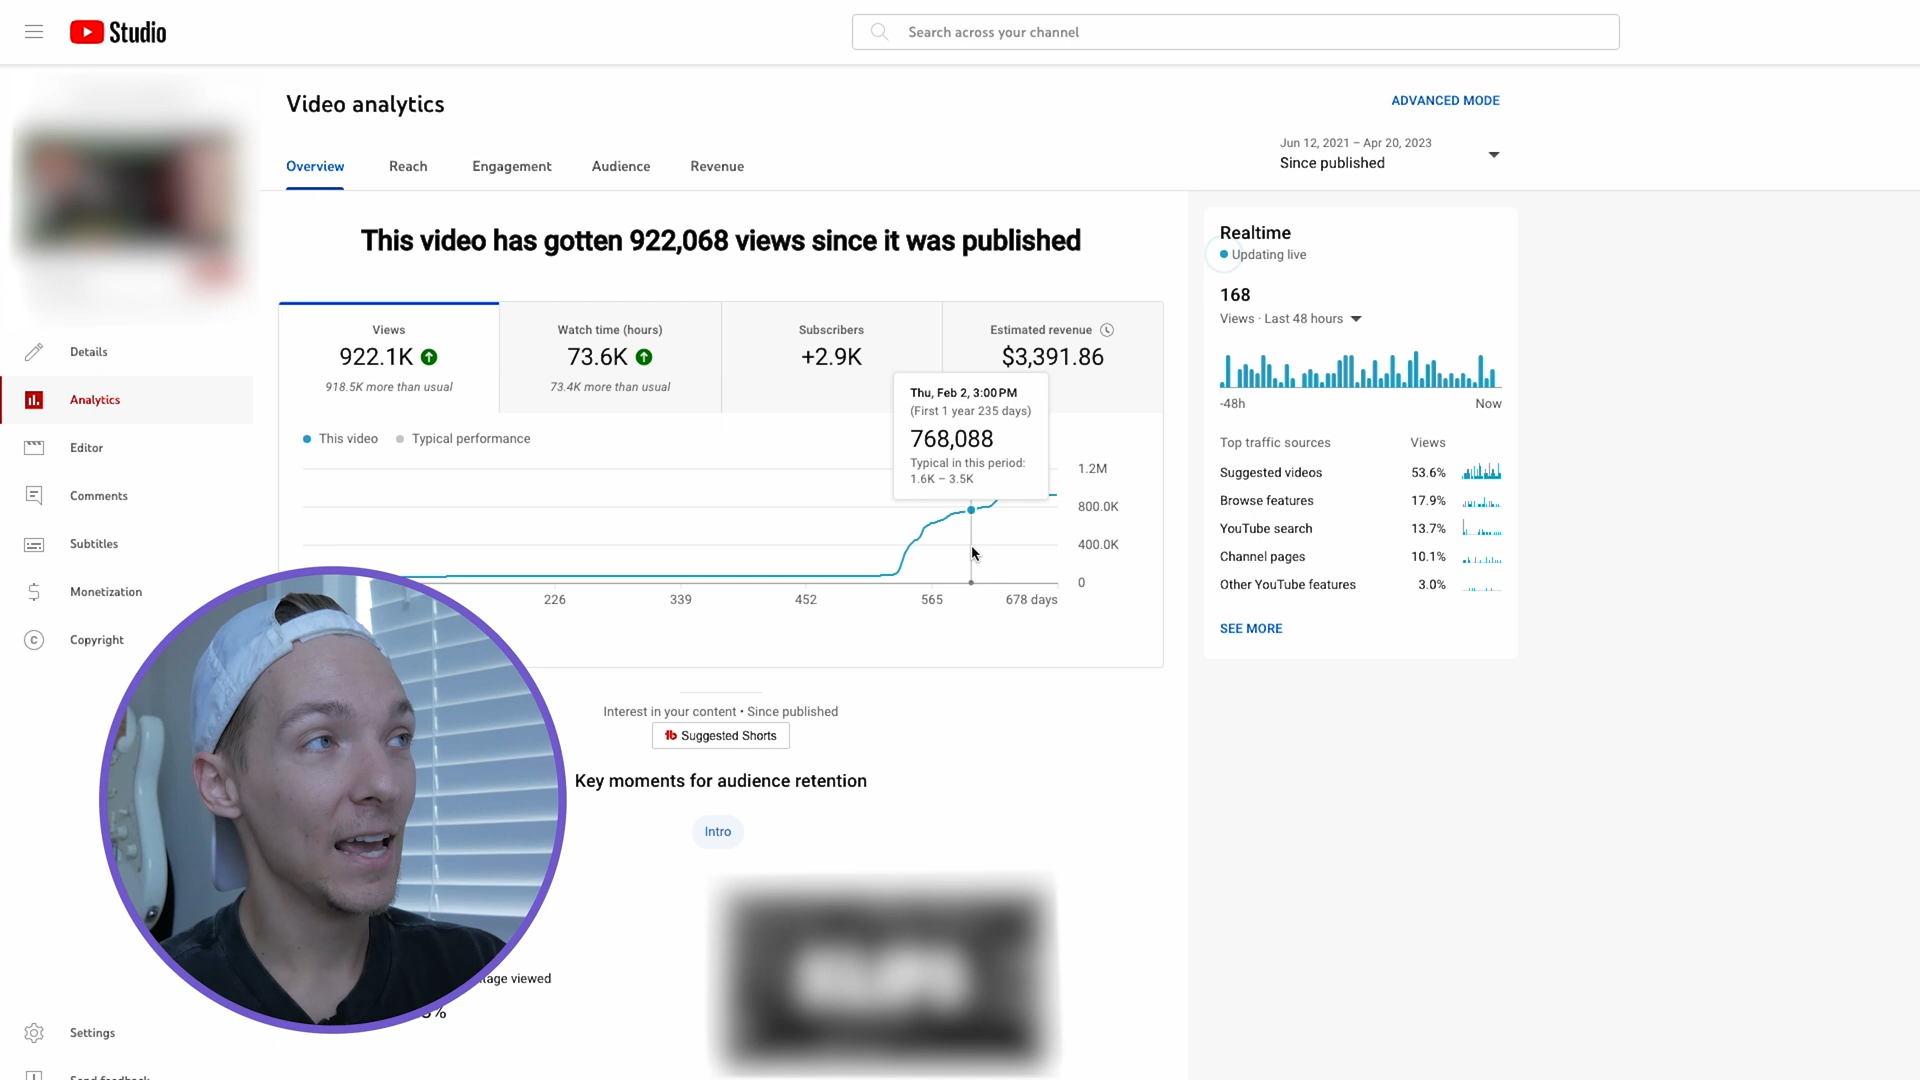 Studio
Search across your channel
Video analytics
ADVANCED MODE
Jun 12, 2021 – Apr 20, 2023
Since published
Overview
Reach
Engagement
Audience
Revenue
This video has gotten 922,068 views since it was published
Views
922.1K
918.5K more than usual
Watch time (hours)
73.6K
73.4K more than usual
Subscribers
+2.9K
Estimated revenue
$3,391.86
Thu, Feb 2, 3:00 PM
(First 1 year 235 days)
768,088
Typical in this period:
1.6K – 3.5K
This video
Typical performance
1.2M
800.0K
400.0K
0
226
339
452
565
678 days
Interest in your content • Since published
Suggested Shorts
Key moments for audience retention
Intro
viewed
%
Realtime
Updating live
168
Views · Last 48 hours
-48h
Now
Top traffic sources
Views
Suggested videos
53.6%
Browse features
17.9%
YouTube search
13.7%
Channel pages
10.1%
Other YouTube features
3.0%
SEE MORE
Details
Analytics
Editor
Comments
Subtitles
Monetization
Copyright
Settings
Send feedback